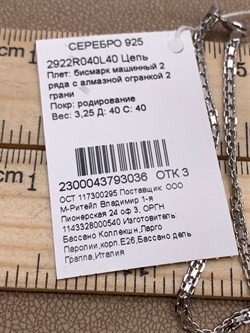 СЕРЕБРО 925
2922R040L40 Цепь
Плет: бисмарк машинный 2
ряда с алмазной огранкой 2
грани
Покр: родирование
Вес: 3,25 Д: 40 С: 40
2300043793036 ОТК 3
ОСТ 117300295 Поставщик: ООО
М-Ритейл Владимир 1-я
Пионерская 24 оф 3, ОРГН
1143328000540 Изготовитель:
Бассано Коллекшн,Ларго
Паролии,корп.Е26,Бассано дель
Граппа,Италия